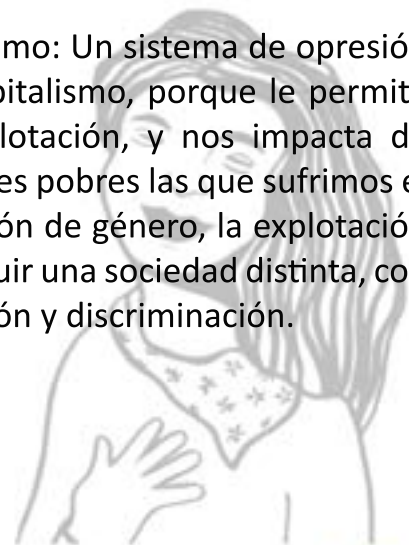 mo: Un sistema de opresió
pitalismo, porque le permit
lotación, y nos impacta d
es pobres las que sufrimos e
ón de género, la explotació
uir una sociedad distinta, co
ón y discriminación.